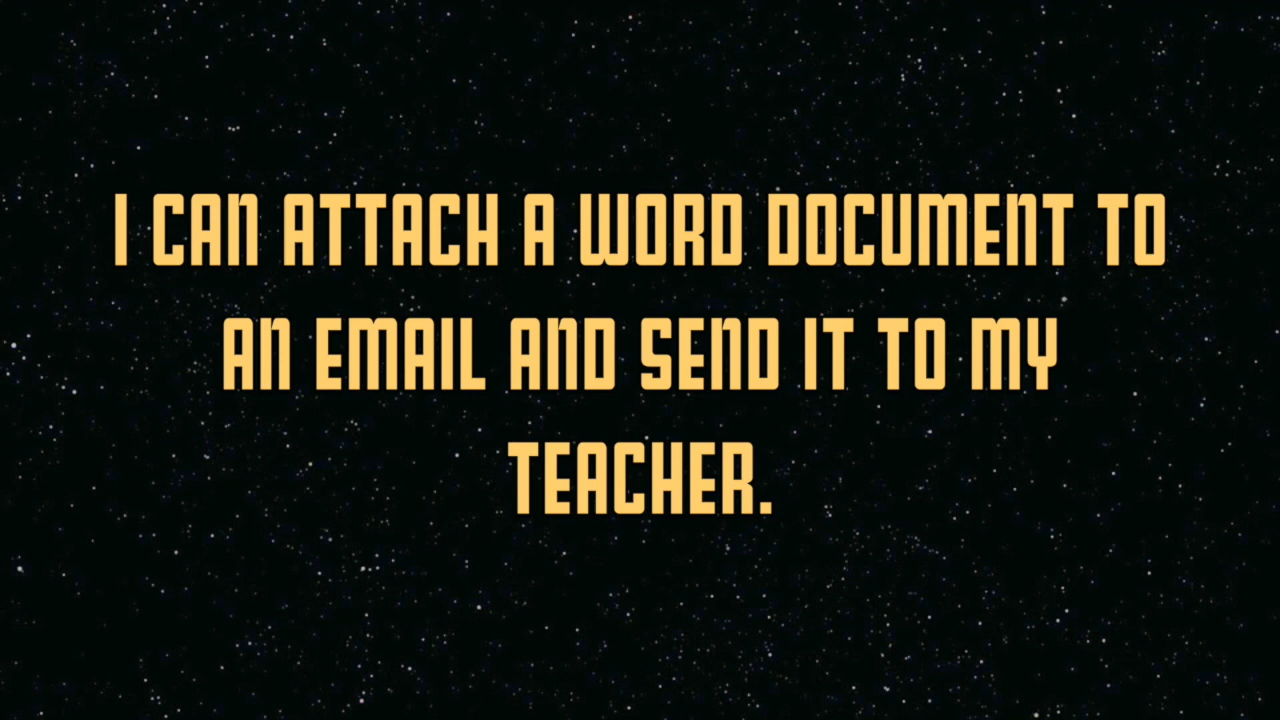 I CAN ATTACH A WORD DOCUMENT TO
AN EMAIL AND SEND IT TO MY
TEACHER.